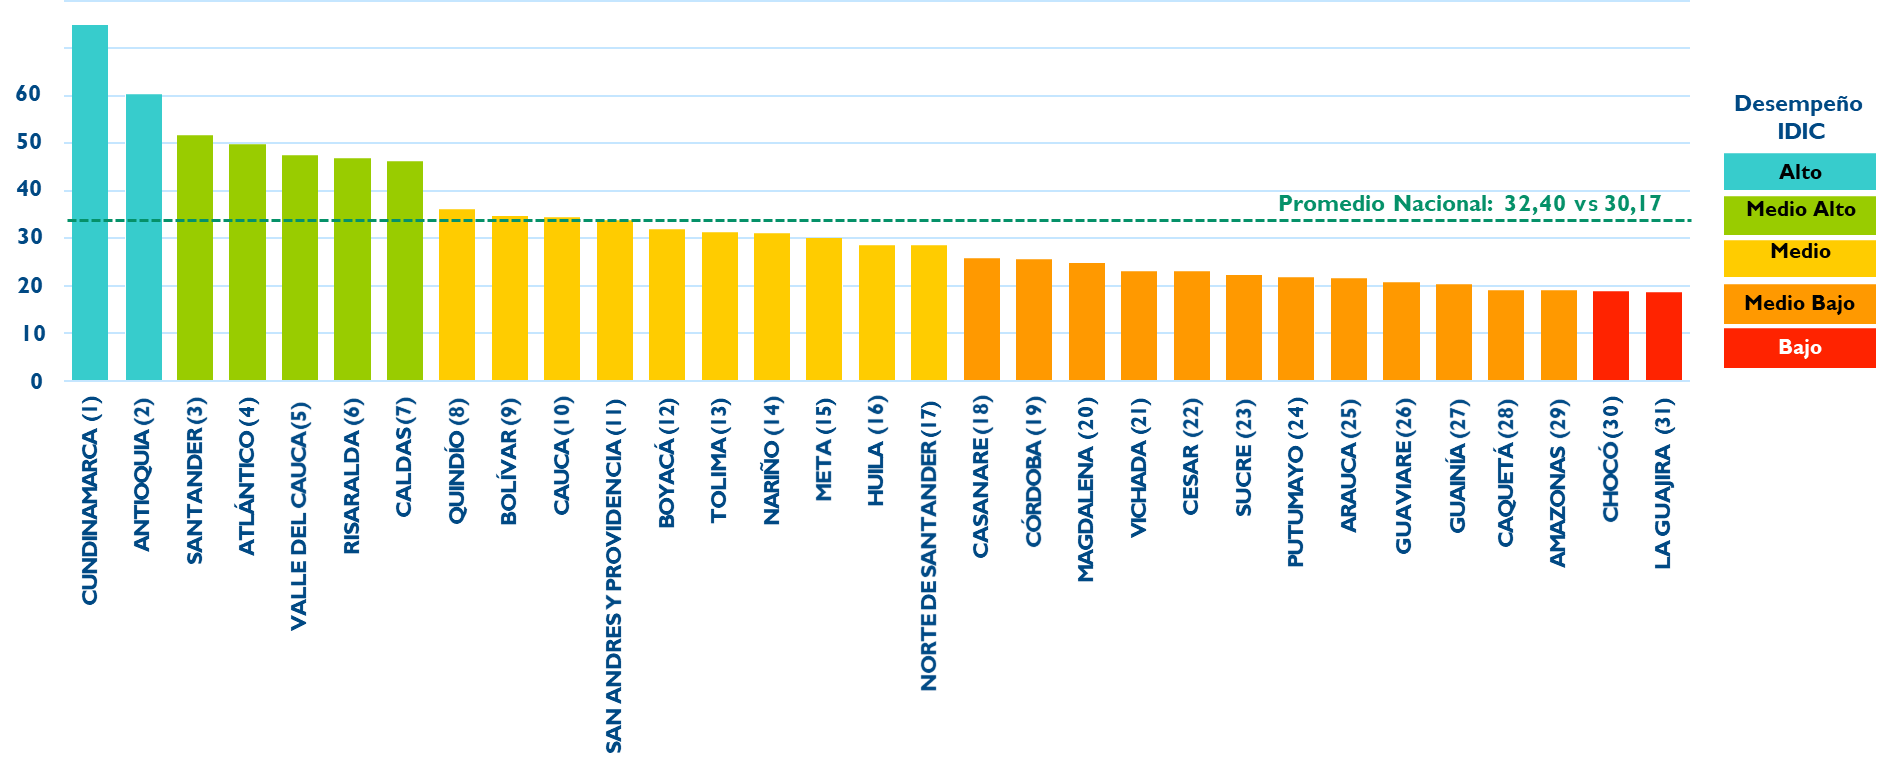 60
50
40
30
20
10
0
Promedio Nacional: 32,40 vs 30,17
Desempeño
IDIC
Alto
Medio Alto
Medio
Medio Bajo
Bajo
CUNDINAMARCA (1)
ANTIOQUIA (2)
SANTANDER (3)
ATLÁNTICO (4)
VALLE DEL CAUCA (5)
RISARALDA (6)
CALDAS (7)
QUINDÍO (8)
BOLÍVAR (9)
CAUCA (10)
SAN ANDRES Y PROVIDENCIA (11)
BOYACÁ (12)
TOLIMA (13)
NARIÑO (14)
META (15)
HUILA (16)
NORTE DE SANTANDER (17)
CASANARE (18)
CÓRDOBA (19)
MAGDALENA (20)
VICHADA (21)
CESAR (22)
SUCRE (23)
PUTUMAYO (24)
ARAUCA (25)
GUAVIARE (26)
GUAINÍA (27)
CAQUETÁ (28)
AMAZONAS (29)
CHOCÓ (30)
LA GUAJIRA (31)